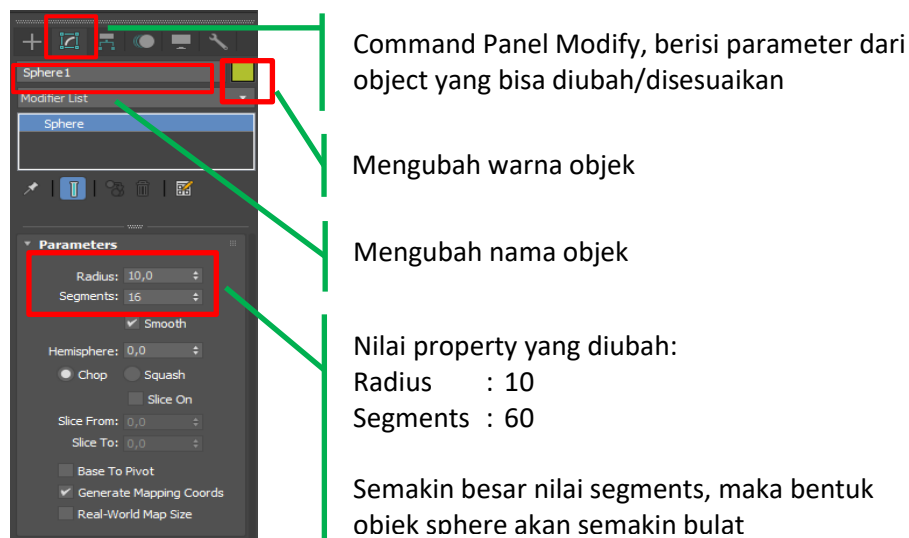 Sphere1
Modifier List
Sphere
Parameters
Radius: 10,0
Segments: 16
Smooth
Hemisphere: 0,0
Chop Squash
Slice On
Slice From: 0,0
Slice To: 0,0
Base To Pivot
Generate Mapping Coords
Real-World Map Size
Command Panel Modify, berisi parameter dari
object yang bisa diubah/disesuaikan
Mengubah warna objek
Mengubah nama objek
Nilai property yang diubah:
Radius : 10
Segments : 60
Semakin besar nilai segments, maka bentuk
objek sphere akan semakin bulat